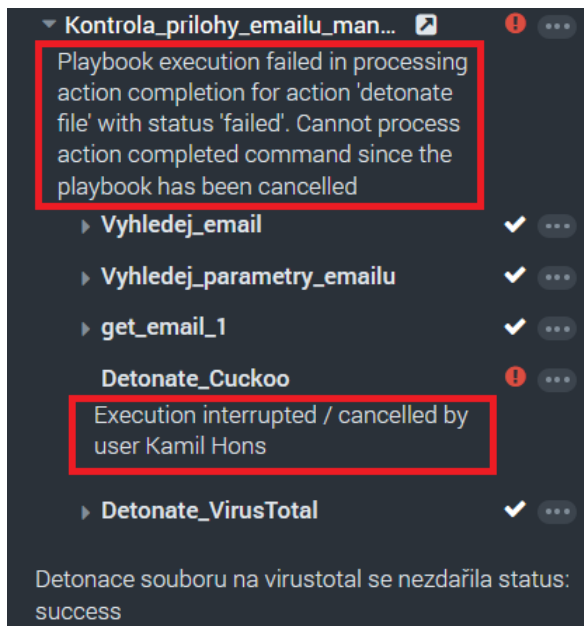 Kontrola_prilohy_emailu_man...
Playbook execution failed in processing
action completion for action 'detonate
file' with status 'failed'. Cannot process
action completed command since the
playbook has been cancelled
Vyhledej_email
Vyhledej_parametry_emailu
get_email_1
Detonate_Cuckoo
Execution interrupted / cancelled by
user Kamil Hons
Detonate_VirusTotal
Detonace souboru na virustotal se nezdařila status:
success